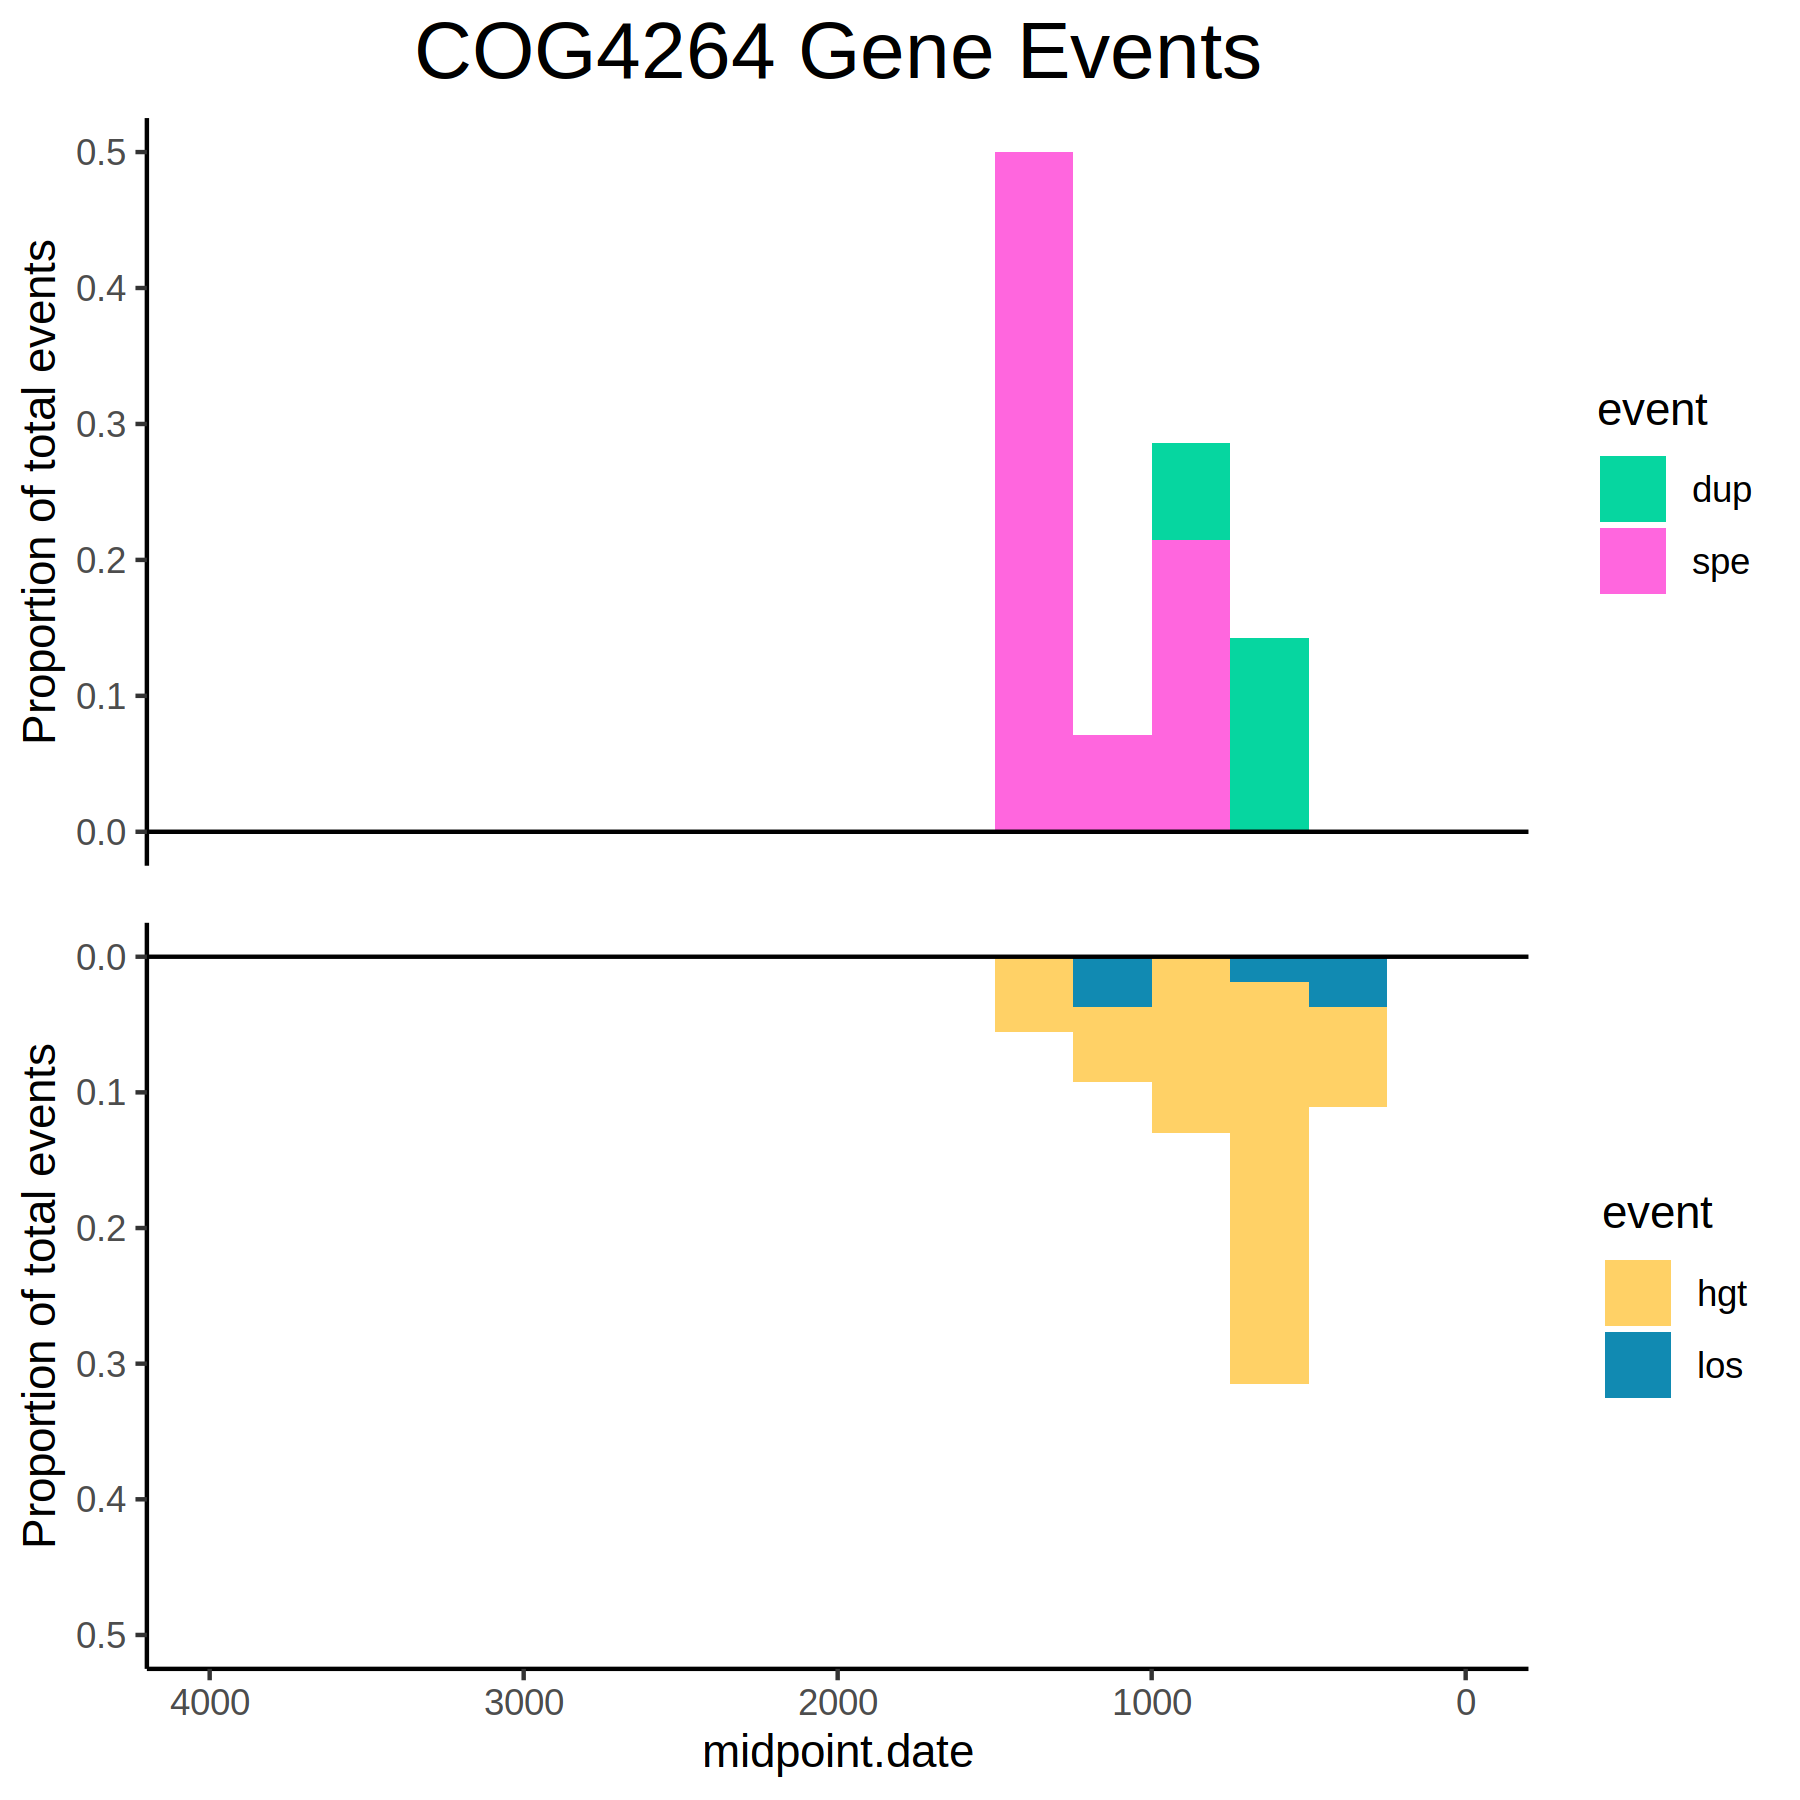 COG4264 Gene Events
Proportion of total events
0.5
0.4
0.3
0.2
0.1
0.0
event
dup
spe
Proportion of total events
0.0
0.1
0.2
0.3
0.4
0.5
event
hgt
los
4000 3000 2000 1000 0
midpoint.date